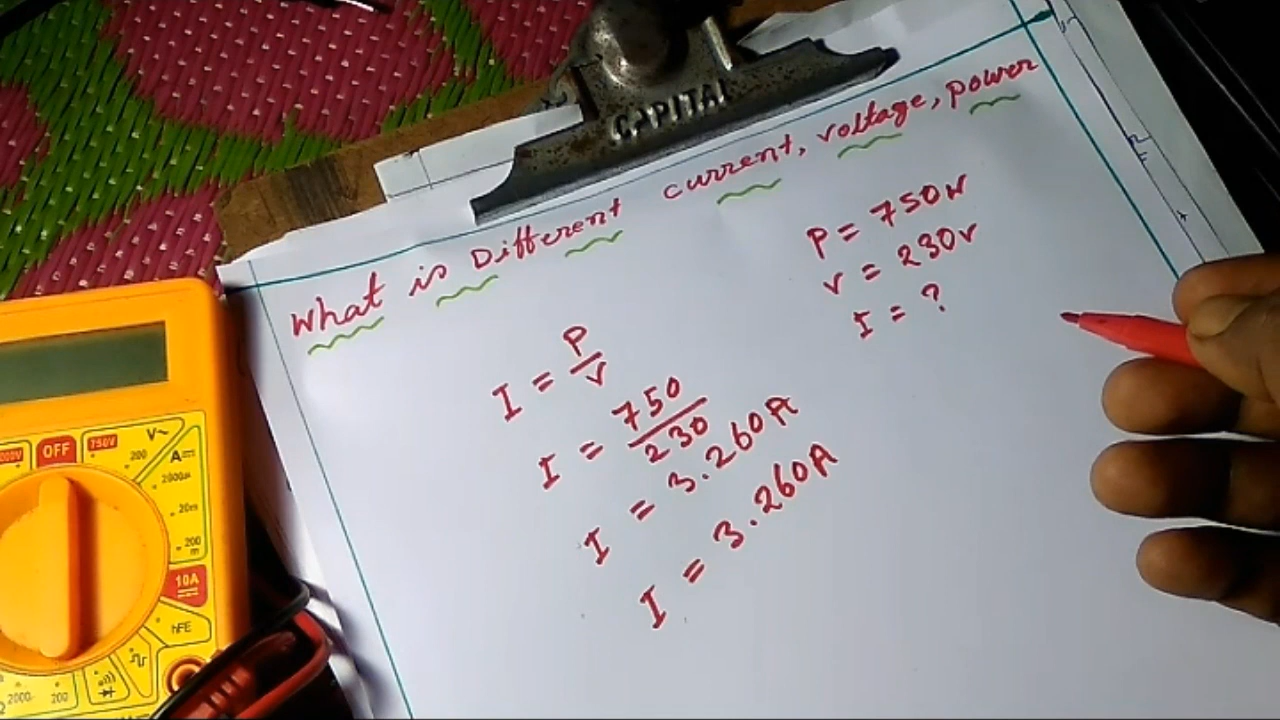 CAPITAL
What is Different current, voltage, power
P = 750W
V = 230V
I = ?
I = P/V
I = 750/230
I = 3.260A
I = 3.260A
OFF
750V
V~
200
A⎓
2000µ
20m
200m
10A
hFE
2000
200